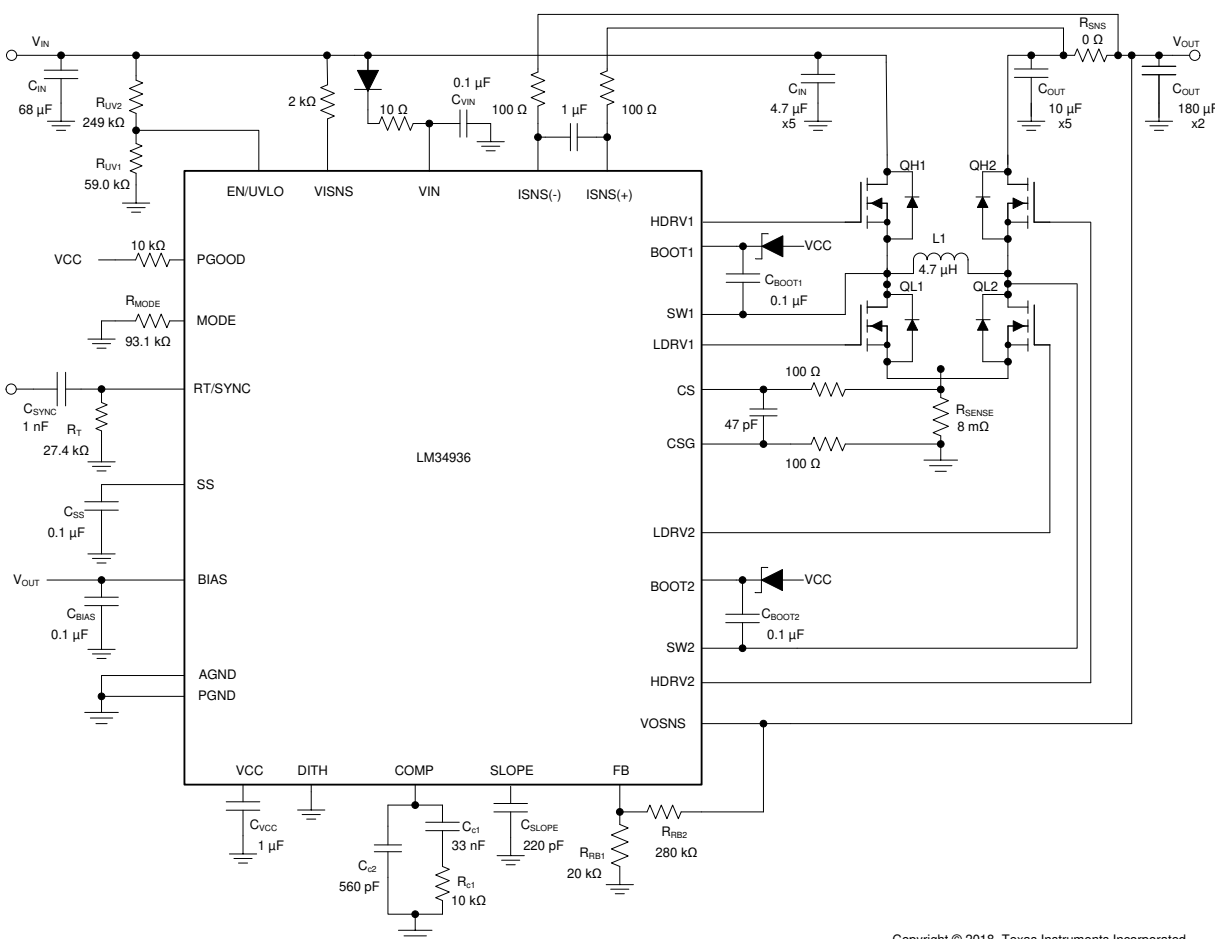 RSNS
0 Ω
VIN
VOUT
CIN
68 µF
RUV2
249 kΩ
RUV1
59.0 kΩ
2 kΩ
10 Ω
0.1 µF
CVIN
100 Ω
1 µF
100 Ω
CIN
4.7 µF
x5
COUT
10 µF
x5
COUT
180 µF
x2
EN/UVLO
VISNS
VIN
ISNS(-)
ISNS(+)
QH1
QH2
HDRV1
BOOT1
VCC
CBOOT1
0.1 µF
L1
4.7 µH
SW1
LDRV1
QL1
QL2
VCC
10 kΩ
PGOOD
RMODE
93.1 kΩ
MODE
RT/SYNC
CSYNC
1 nF
RT
27.4 kΩ
CS
100 Ω
47 pF
RSENSE
8 mΩ
CSG
100 Ω
LM34936
SS
CSS
0.1 µF
LDRV2
VOUT
BIAS
CBIAS
0.1 µF
BOOT2
VCC
CBOOT2
0.1 µF
SW2
AGND
PGND
HDRV2
VOSNS
VCC
DITH
COMP
SLOPE
FB
CVCC
1 µF
Cc1
33 nF
Cc2
560 pF
Rc1
10 kΩ
CSLOPE
220 pF
RRB1
20 kΩ
RRB2
280 kΩ
Copyright © 2018, Texas Instruments Incorporated